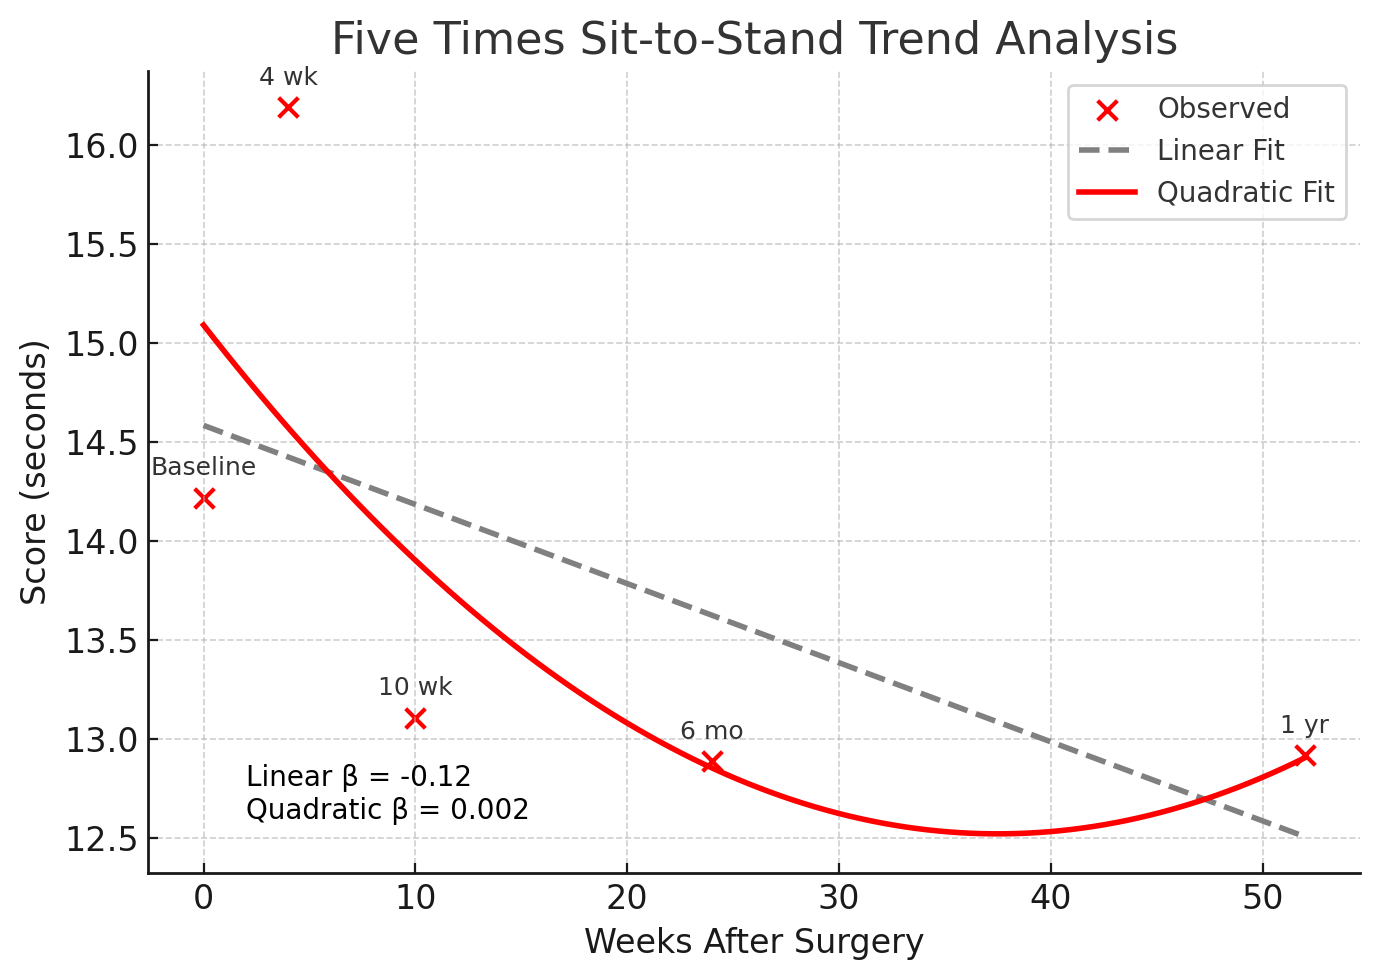 Five Times Sit-to-Stand Trend Analysis
4 wk
Observed
Linear Fit
Quadratic Fit
16.0
15.5
15.0
14.5
14.0
13.5
13.0
12.5
Score (seconds)
Baseline
10 wk
6 mo
1 yr
Linear β = -0.12
Quadratic β = 0.002
0 10 20 30 40 50
Weeks After Surgery